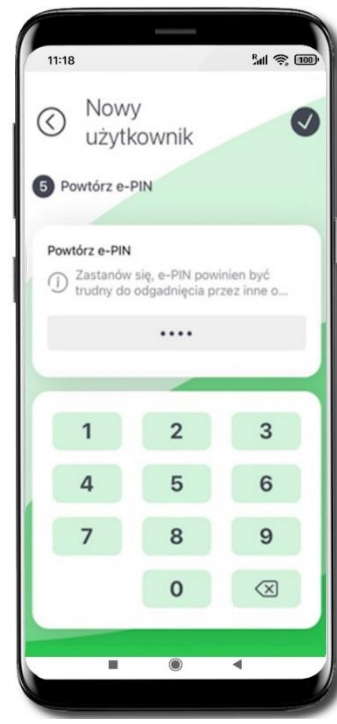 11:18
R
100
Nowy
użytkownik
5 Powtórz e-PIN
Powtórz e-PIN
Zastanów się, e-PIN powinien być
trudny do odgadnięcia przez inne o...
••••
1 2 3
4 5 6
7 8 9
0